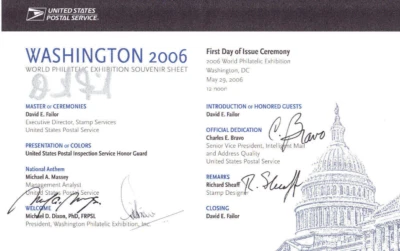 UNITED STATES
POSTAL SERVICE
WASHINGTON 2006
WORLD PHILATELIC EXHIBITION SOUVENIR SHEET
MASTER OF CEREMONIES
David E. Failor
Executive Director, Stamp Services
United States Postal Service
PRESENTATION OF COLORS
United States Postal Inspection Service Honor Guard
National Anthem
Michael A. Massey
Management Analyst
United States Postal Service
WELCOME
Michael D. Dixon, PhD, FRPSL
President, Washington Philatelic Exhibition, Inc.
First Day of Issue Ceremony
2006 World Philatelic Exhibition
Washington, DC
May 29, 2006
12 noon
INTRODUCTION OF HONORED GUESTS
David E. Failor
OFFICIAL DEDICATION
Charles E. Bravo
C. Bravo
Senior Vice President, Intelligent Mail
and Address Quality
United States Postal Service
REMARKS
Richard Sheaff
R. Sheaff
Stamp Designer
CLOSING
David E. Failor